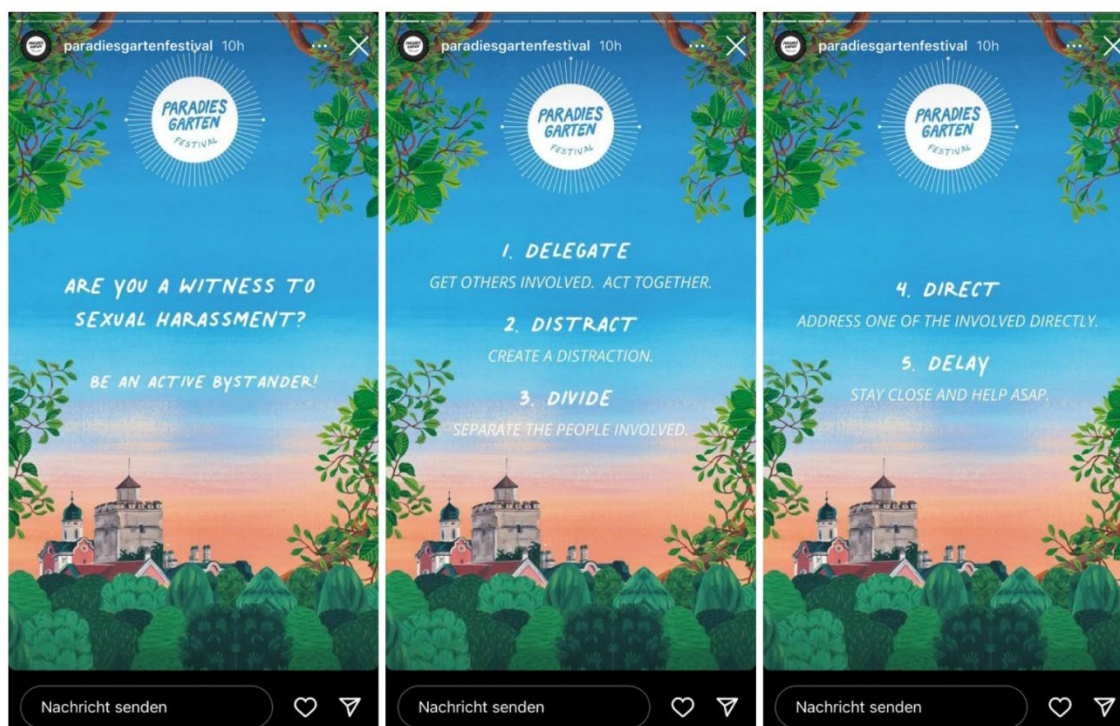 paradiesgartenfestival 10h
PARADIES
GARTEN
FESTIVAL
ARE YOU A WITNESS TO
SEXUAL HARASSMENT?
BE AN ACTIVE BYSTANDER!
Nachricht senden
paradiesgartenfestival 10h
PARADIES
GARTEN
FESTIVAL
1. DELEGATE
GET OTHERS INVOLVED. ACT TOGETHER.
2. DISTRACT
CREATE A DISTRACTION.
3. DIVIDE
SEPARATE THE PEOPLE INVOLVED.
Nachricht senden
paradiesgartenfestival 10h
PARADIES
GARTEN
FESTIVAL
4. DIRECT
ADDRESS ONE OF THE INVOLVED DIRECTLY.
5. DELAY
STAY CLOSE AND HELP ASAP.
Nachricht senden